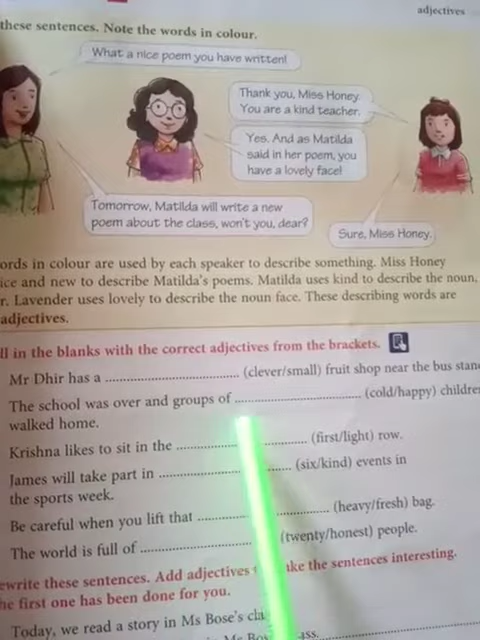 adjectives
these sentences. Note the words in colour.
What a nice poem you have written!
Thank you, Miss Honey.
You are a kind teacher.
Yes. And as Matilda
said in her poem, you
have a lovely face!
Tomorrow, Matilda will write a new
poem about the class, won't you, dear?
Sure, Miss Honey.
ords in colour are used by each speaker to describe something. Miss Honey
ice and new to describe Matilda's poems. Matilda uses kind to describe the noun,
r. Lavender uses lovely to describe the noun face. These describing words are
adjectives.
ll in the blanks with the correct adjectives from the brackets.
Mr Dhir has a .................... (clever/small) fruit shop near the bus stan
The school was over and groups of .................... (cold/happy) childre
walked home.
Krishna likes to sit in the .................... (first/light) row.
James will take part in .................... (six/kind) events in
the sports week.
Be careful when you lift that .................... (heavy/fresh) bag.
The world is full of .................... (twenty/honest) people.
ewrite these sentences. Add adjectives ke the sentences interesting.
he first one has been done for you.
Today, we read a story in Ms Bose's cla